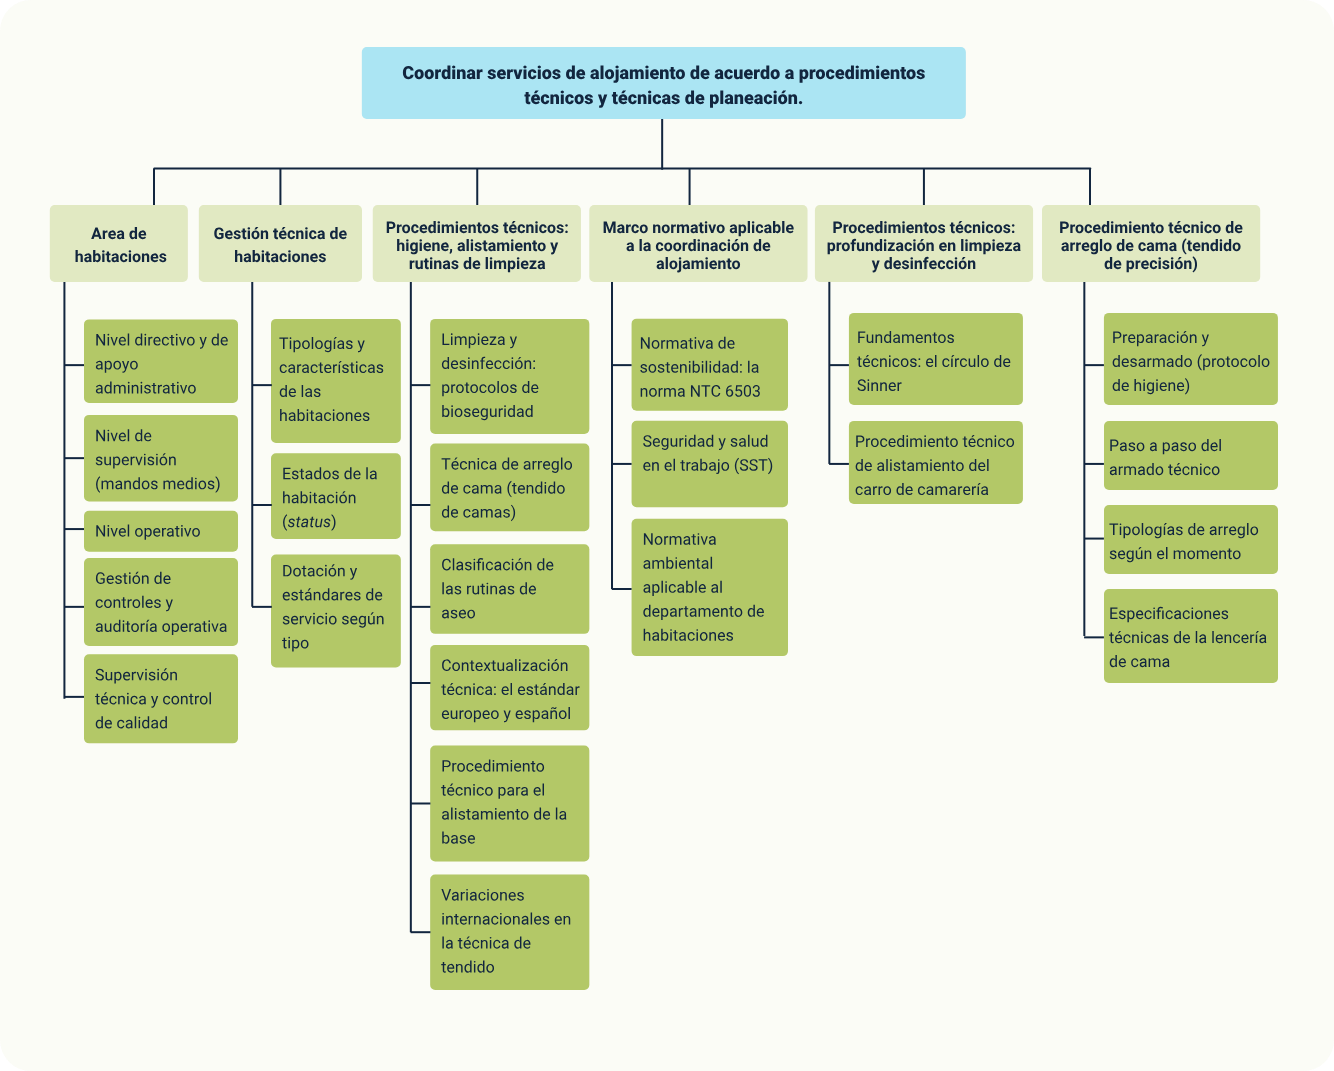 Coordinar servicios de alojamiento de acuerdo a procedimientos
técnicos y técnicas de planeación.
Area de
habitaciones
Nivel directivo y de
apoyo
administrativo
Nivel de
supervisión
(mandos medios)
Nivel operativo
Gestión de
controles y
auditoría operativa
Supervisión
técnica y control
de calidad
Gestión técnica de
habitaciones
Tipologías y
características
de las
habitaciones
Estados de la
habitación
(status)
Dotación y
estándares de
servicio según
tipo
Procedimientos técnicos:
higiene, alistamiento y
rutinas de limpieza
Limpieza y
desinfección:
protocolos de
bioseguridad
Técnica de arreglo
de cama (tendido
de camas)
Clasificación de
las rutinas de
aseo
Contextualización
técnica: el estándar
europeo y español
Procedimiento
técnico para el
alistamiento de la
base
Variaciones
internacionales en
la técnica de
tendido
Marco normativo aplicable
a la coordinación de
alojamiento
Normativa de
sostenibilidad: la
norma NTC 6503
Seguridad y salud
en el trabajo (SST)
Normativa
ambiental
aplicable al
departamento de
habitaciones
Procedimientos técnicos:
profundización en limpieza
y desinfección
Fundamentos
técnicos: el círculo de
Sinner
Procedimiento técnico
de alistamiento del
carro de camarería
Procedimiento técnico de
arreglo de cama (tendido
de precisión)
Preparación y
desarmado (protocolo
de higiene)
Paso a paso del
armado técnico
Tipologías de arreglo
según el momento
Especificaciones
técnicas de la lencería
de cama